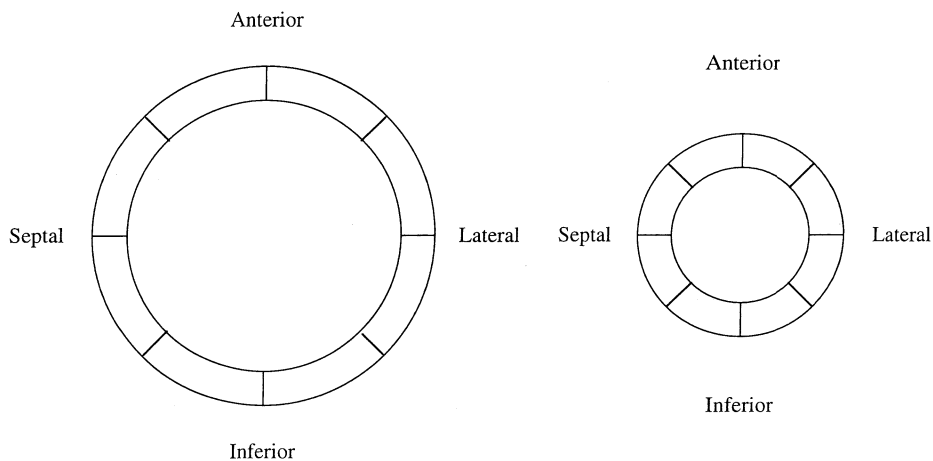 Anterior
Septal
Lateral
Inferior
Anterior
Septal
Lateral
Inferior